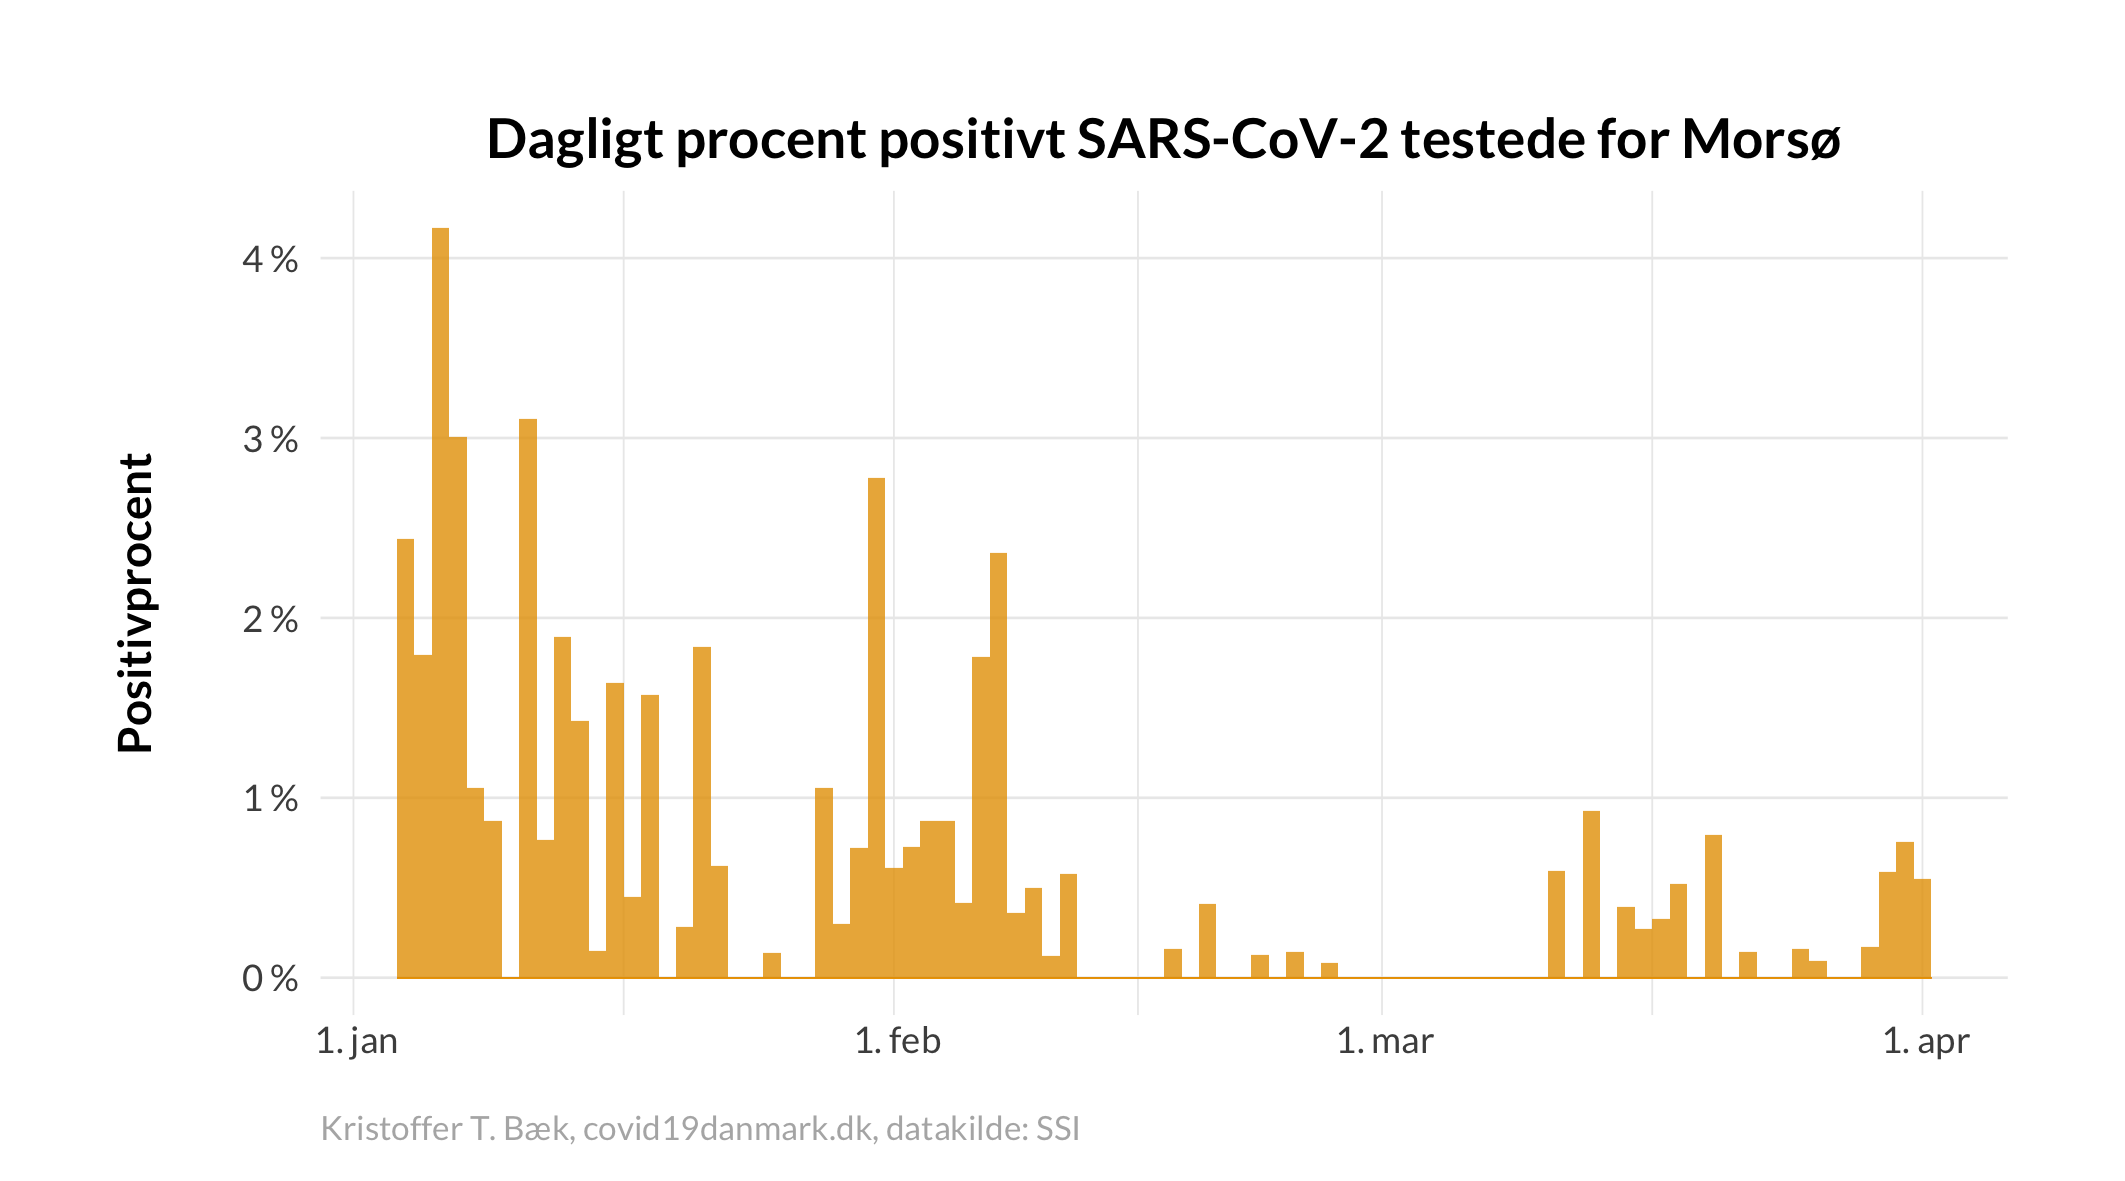 Dagligt procent positivt SARS-CoV-2 testede for Morsø
Positivprocent
4 %
3 %
2 %
1 %
0 %
1. jan
1. feb
1. mar
1. apr
Kristoffer T. Bæk, covid19danmark.dk, datakilde: SSI